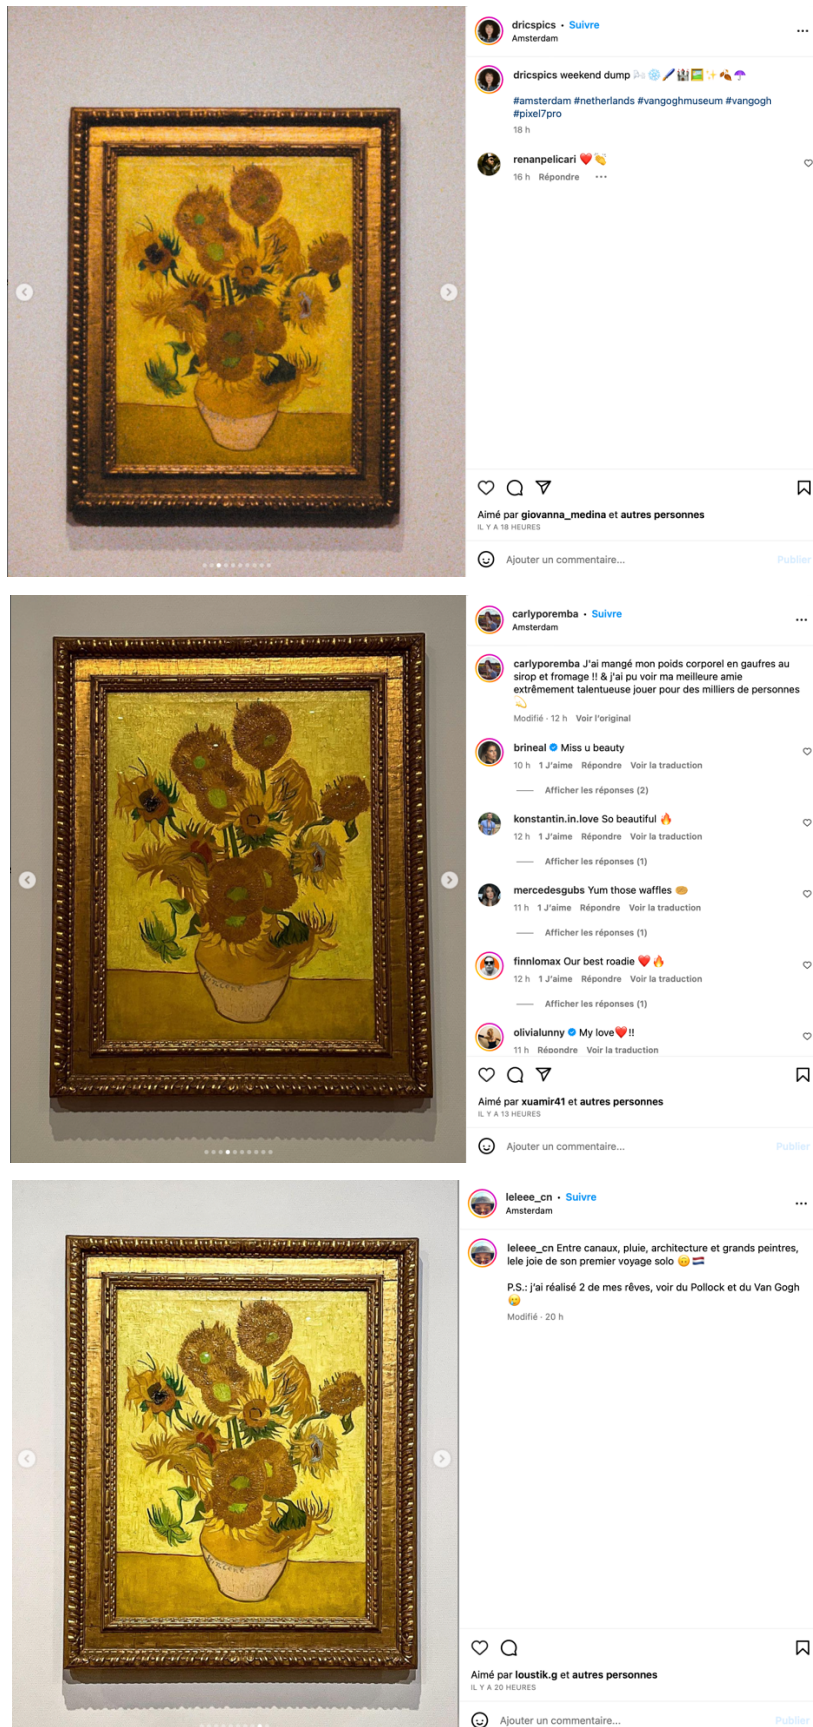 dricspics • Suivre
Amsterdam
dricspics weekend dump
#amsterdam #netherlands #vangoghmuseum #vangogh
#pixel7pro
18 h
renanpelicari
16 h Répondre
Aimé par giovanna_medina et autres personnes
IL Y A 18 HEURES
Ajouter un commentaire...
Publier
carlyporemba • Suivre
Amsterdam
carlyporemba J'ai mangé mon poids corporel en gaufres au
sirop et fromage !! & j'ai pu voir ma meilleure amie
extrêmement talentueuse jouer pour des milliers de personnes
Modifié · 12 h Voir l'original
brineal Miss u beauty
10 h 1 J'aime Répondre Voir la traduction
Afficher les réponses (2)
konstantin.in.love So beautiful
12 h 1 J'aime Répondre Voir la traduction
Afficher les réponses (1)
mercedesgubs Yum those waffles
11 h 1 J'aime Répondre Voir la traduction
Afficher les réponses (1)
finnlomax Our best roadie
12 h 1 J'aime Répondre Voir la traduction
Afficher les réponses (1)
olivialunny My love !!
11 h Répondre Voir la traduction
Vincent
Aimé par xuamir41 et autres personnes
IL Y A 13 HEURES
Ajouter un commentaire...
Publier
leleee_cn • Suivre
Amsterdam
leleee_cn Entre canaux, pluie, architecture et grands peintres,
lele joie de son premier voyage solo
P.S.: j'ai réalisé 2 de mes rêves, voir du Pollock et du Van Gogh
Modifié · 20 h
Vincent
Aimé par loustik.g et autres personnes
IL Y A 20 HEURES
Ajouter un commentaire...
Publier